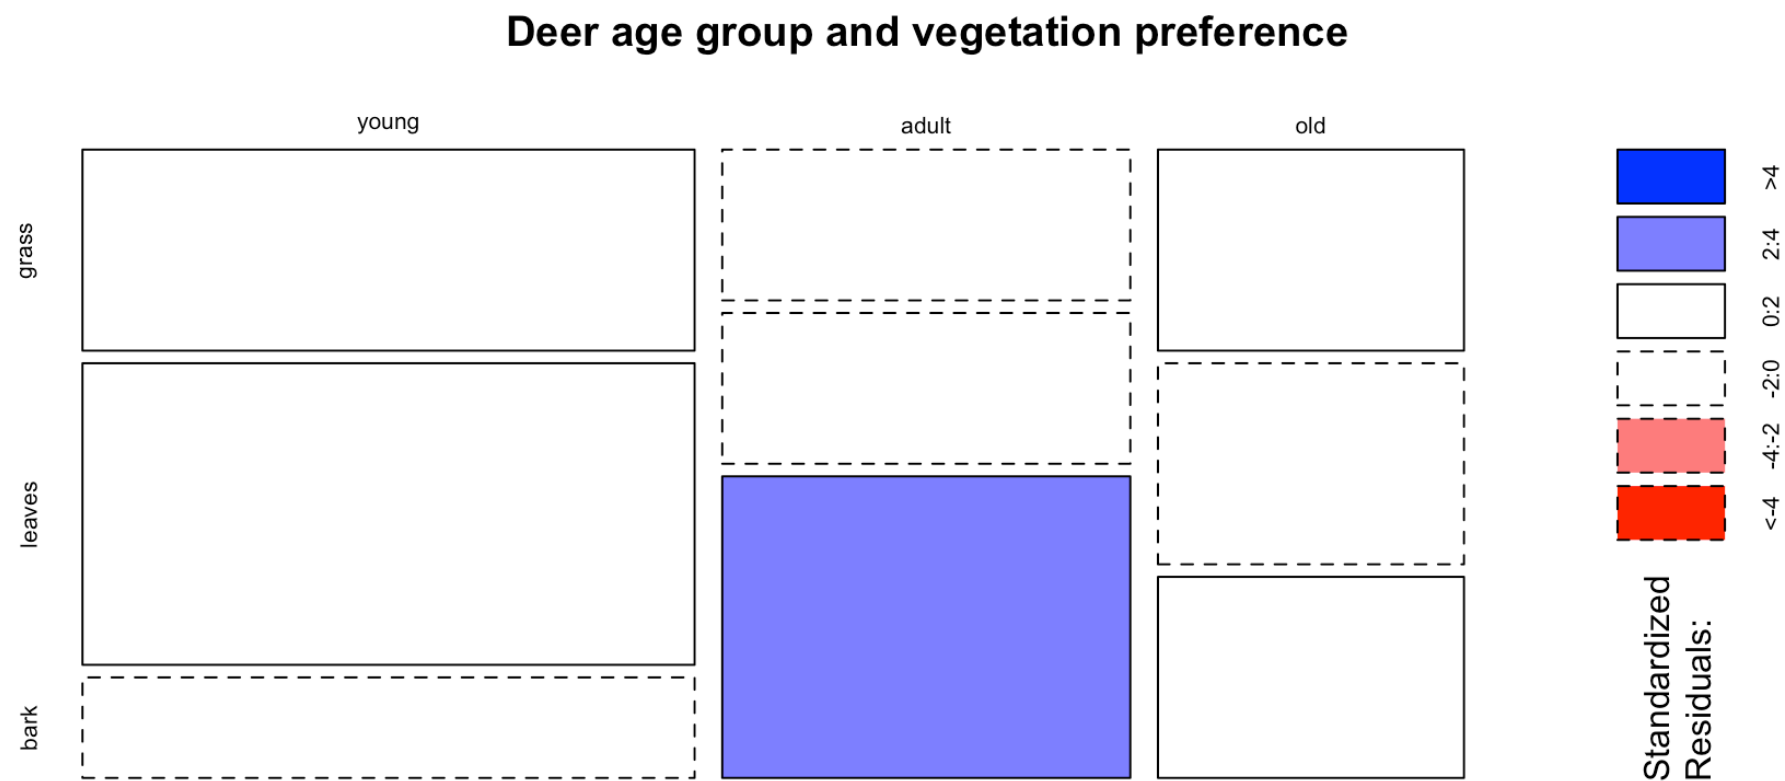 Deer age group and vegetation preference
young
adult
old
grass
leaves
bark
>4
2:4
0:2
-2:0
-4:-2
<-4
Standardized
Residuals: